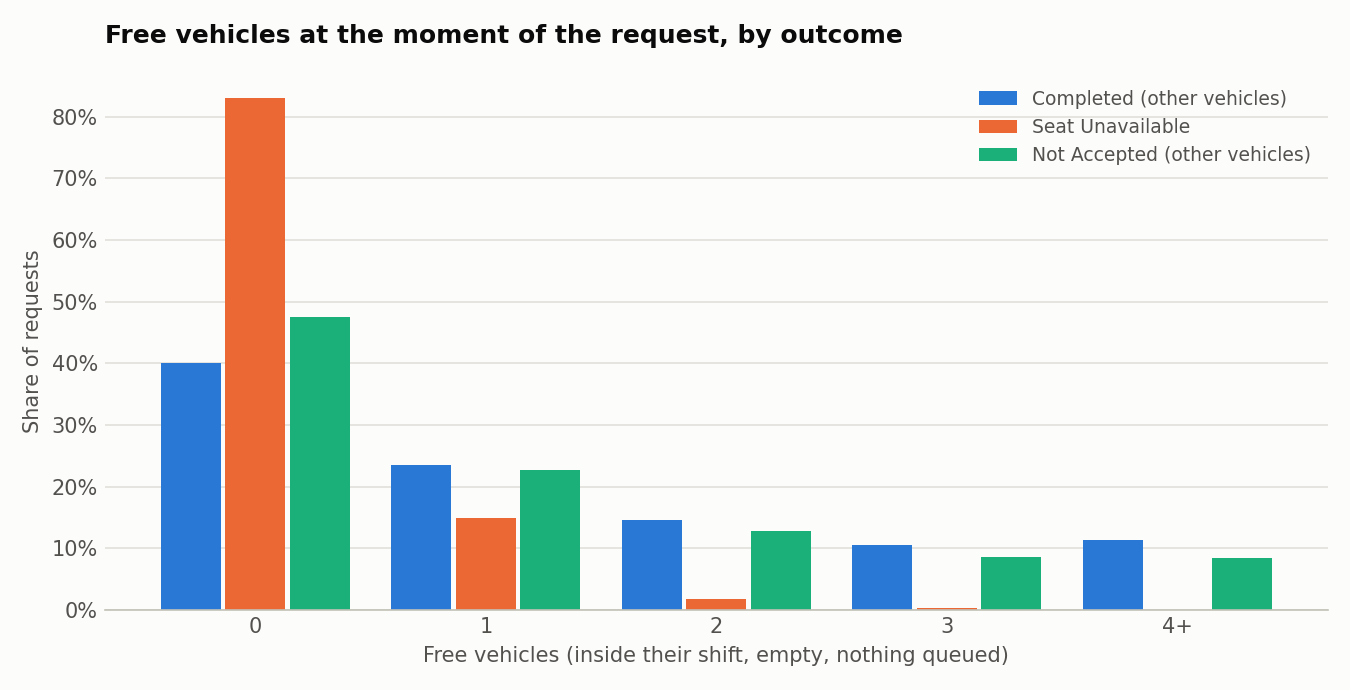 Free vehicles at the moment of the request, by outcome
Completed (other vehicles)
Seat Unavailable
Not Accepted (other vehicles)
Share of requests
80%
70%
60%
50%
40%
30%
20%
10%
0%
0 1 2 3 4+
Free vehicles (inside their shift, empty, nothing queued)